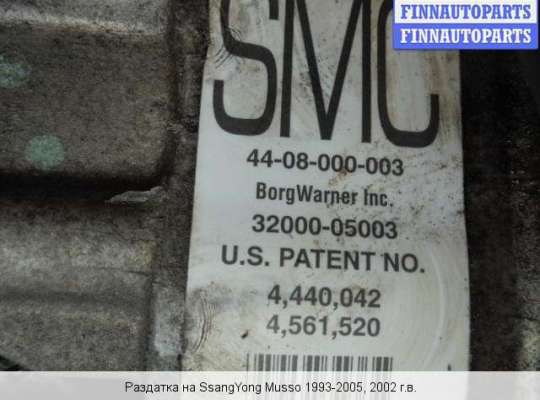 FINNAUTOPARTS
FINNAUTOPARTS
SMC
44-08-000-003
BorgWarner Inc.
32000-05003
U.S. PATENT NO.
4,440,042
4,561,520
Раздатка на SsangYong Musso 1993-2005, 2002 г.в.